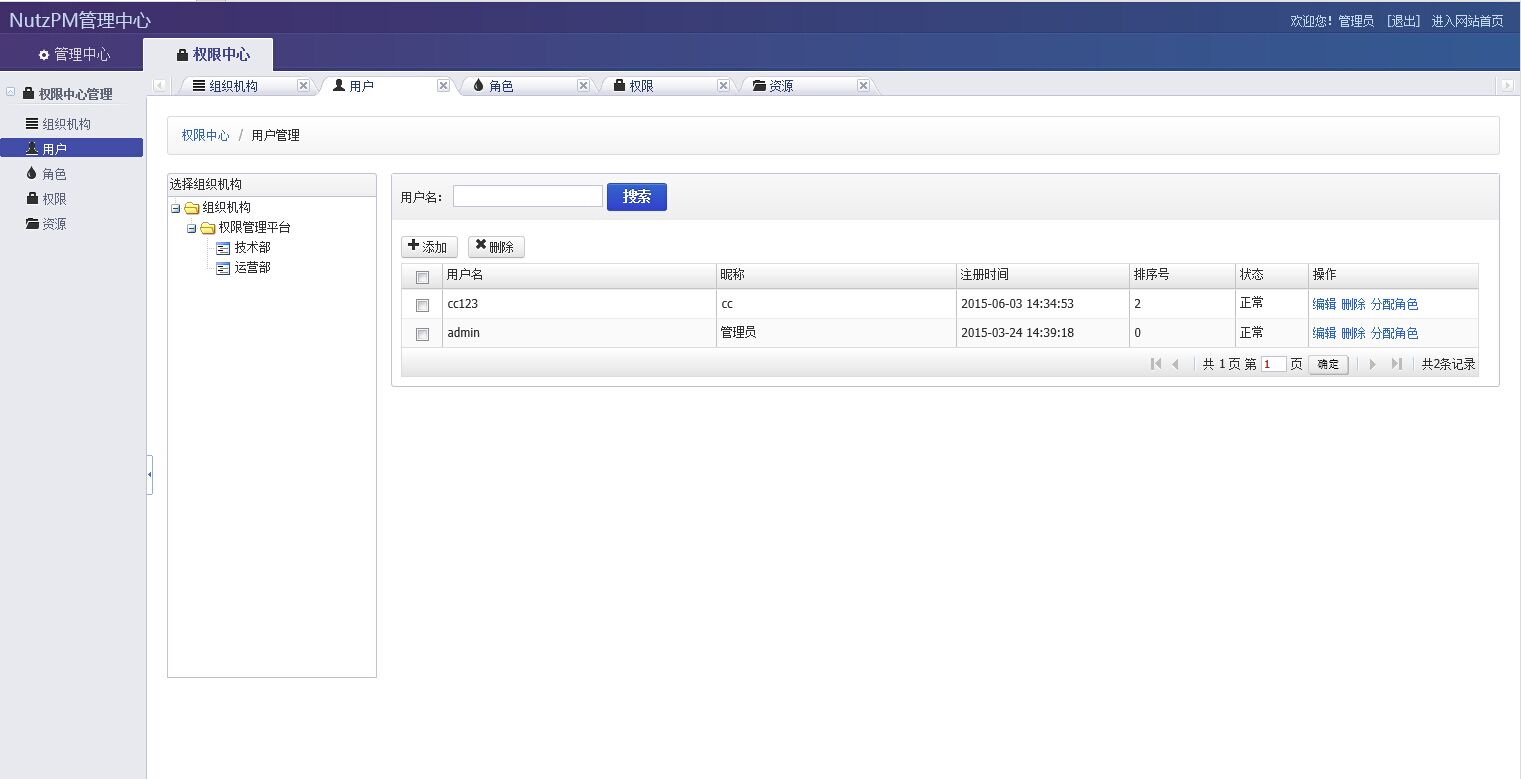 NutzPM管理中心
欢迎您! 管理员 [退出] 进入网站首页
管理中心 权限中心
权限中心管理
组织机构
用户
角色
权限
资源
组织机构 用户 角色 权限 资源
权限中心 / 用户管理
选择组织机构
组织机构
权限管理平台
技术部
运营部
用户名: 搜索
添加 删除
用户名 昵称 注册时间 排序号 状态 操作
cc123 cc 2015-06-03 14:34:53 2 正常 编辑 删除 分配角色
admin 管理员 2015-03-24 14:39:18 0 正常 编辑 删除 分配角色
共 1 页 第 1 页 确定 共2条记录